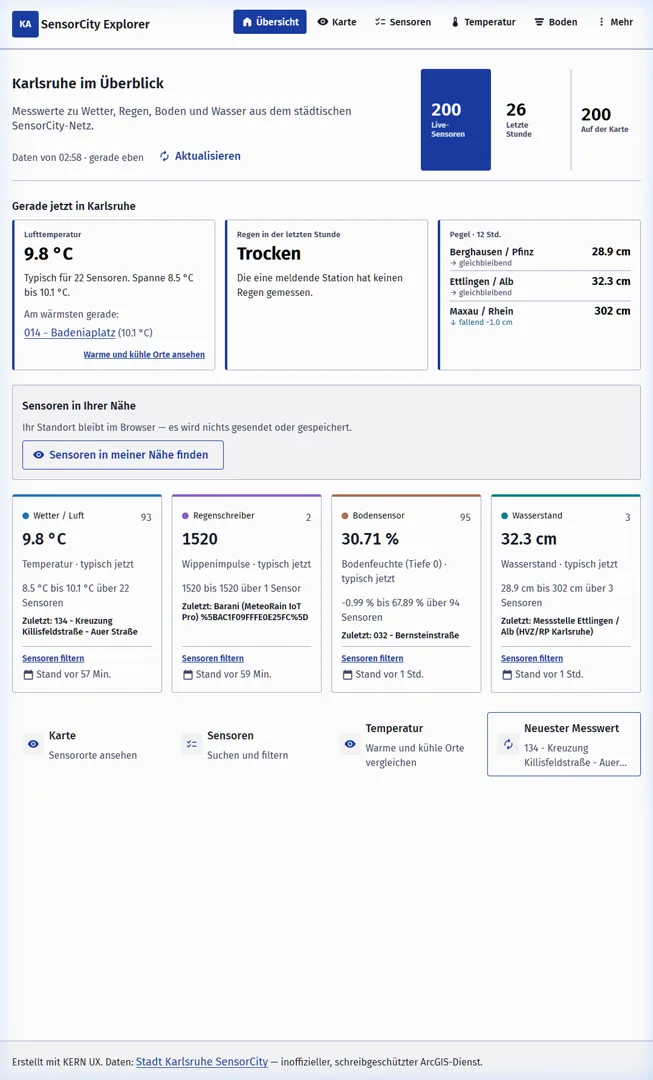 KA SensorCity Explorer
Übersicht
Karte
Sensoren
Temperatur
Boden
Mehr
Karlsruhe im Überblick
Messwerte zu Wetter, Regen, Boden und Wasser aus dem städtischen
SensorCity-Netz.
Daten von 02:58 · gerade eben
Aktualisieren
200
Live-
Sensoren
26
Letzte
Stunde
200
Auf der Karte
Gerade jetzt in Karlsruhe
Lufttemperatur
9.8 °C
Typisch für 22 Sensoren. Spanne 8.5 °C
bis 10.1 °C.
Am wärmsten gerade:
014 - Badeniaplatz (10.1 °C)
Warme und kühle Orte ansehen
Regen in der letzten Stunde
Trocken
Die eine meldende Station hat keinen
Regen gemessen.
Pegel · 12 Std.
Berghausen / Pfinz 28.9 cm
→ gleichbleibend
Ettlingen / Alb 32.3 cm
→ gleichbleibend
Maxau / Rhein 302 cm
↓ fallend -1.0 cm
Sensoren in Ihrer Nähe
Ihr Standort bleibt im Browser — es wird nichts gesendet oder gespeichert.
Sensoren in meiner Nähe finden
Wetter / Luft 93
9.8 °C
Temperatur · typisch jetzt
8.5 °C bis 10.1 °C über 22
Sensoren
Zuletzt: 134 - Kreuzung
Killisfeldstraße - Auer Straße
Sensoren filtern
Stand vor 57 Min.
Regenschreiber 2
1520
Wippenimpulse · typisch jetzt
1520 bis 1520 über 1 Sensor
Zuletzt: Barani (MeteoRain IoT
Pro) %5BAC1F09FFFE0E25FC%5D
Sensoren filtern
Stand vor 59 Min.
Bodensensor 95
30.71 %
Bodenfeuchte (Tiefe 0) ·
typisch jetzt
-0.99 % bis 67.89 % über 94
Sensoren
Zuletzt: 032 - Bernsteinstraße
Sensoren filtern
Stand vor 1 Std.
Wasserstand 3
32.3 cm
Wasserstand · typisch jetzt
28.9 cm bis 302 cm über 3
Sensoren
Zuletzt: Messstelle Ettlingen /
Alb (HVZ/RP Karlsruhe)
Sensoren filtern
Stand vor 1 Std.
Karte
Sensororte ansehen
Sensoren
Suchen und filtern
Temperatur
Warme und kühle Orte
vergleichen
Neuester Messwert
134 - Kreuzung
Killisfeldstraße - Auer...
Erstellt mit KERN UX. Daten: Stadt Karlsruhe SensorCity — inoffizieller, schreibgeschützter ArcGIS-Dienst.